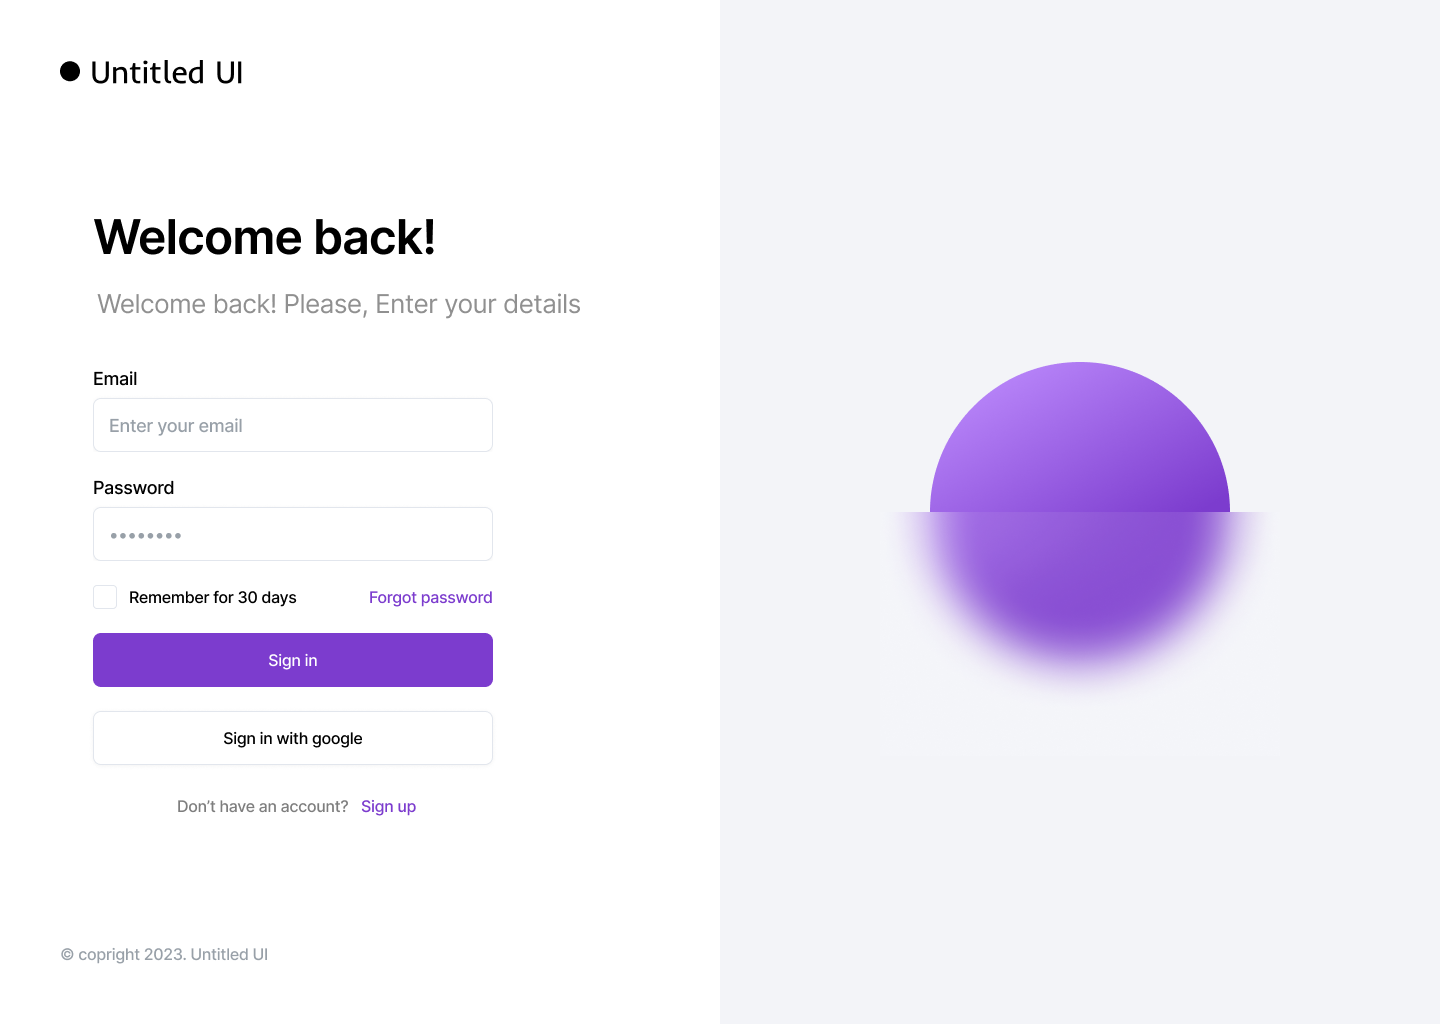 Untitled UI
Welcome back!
Welcome back! Please, Enter your details
Email
Enter your email
Password
••••••••
Remember for 30 days Forgot password
Sign in
Sign in with google
Don’t have an account? Sign up
© copright 2023. Untitled UI